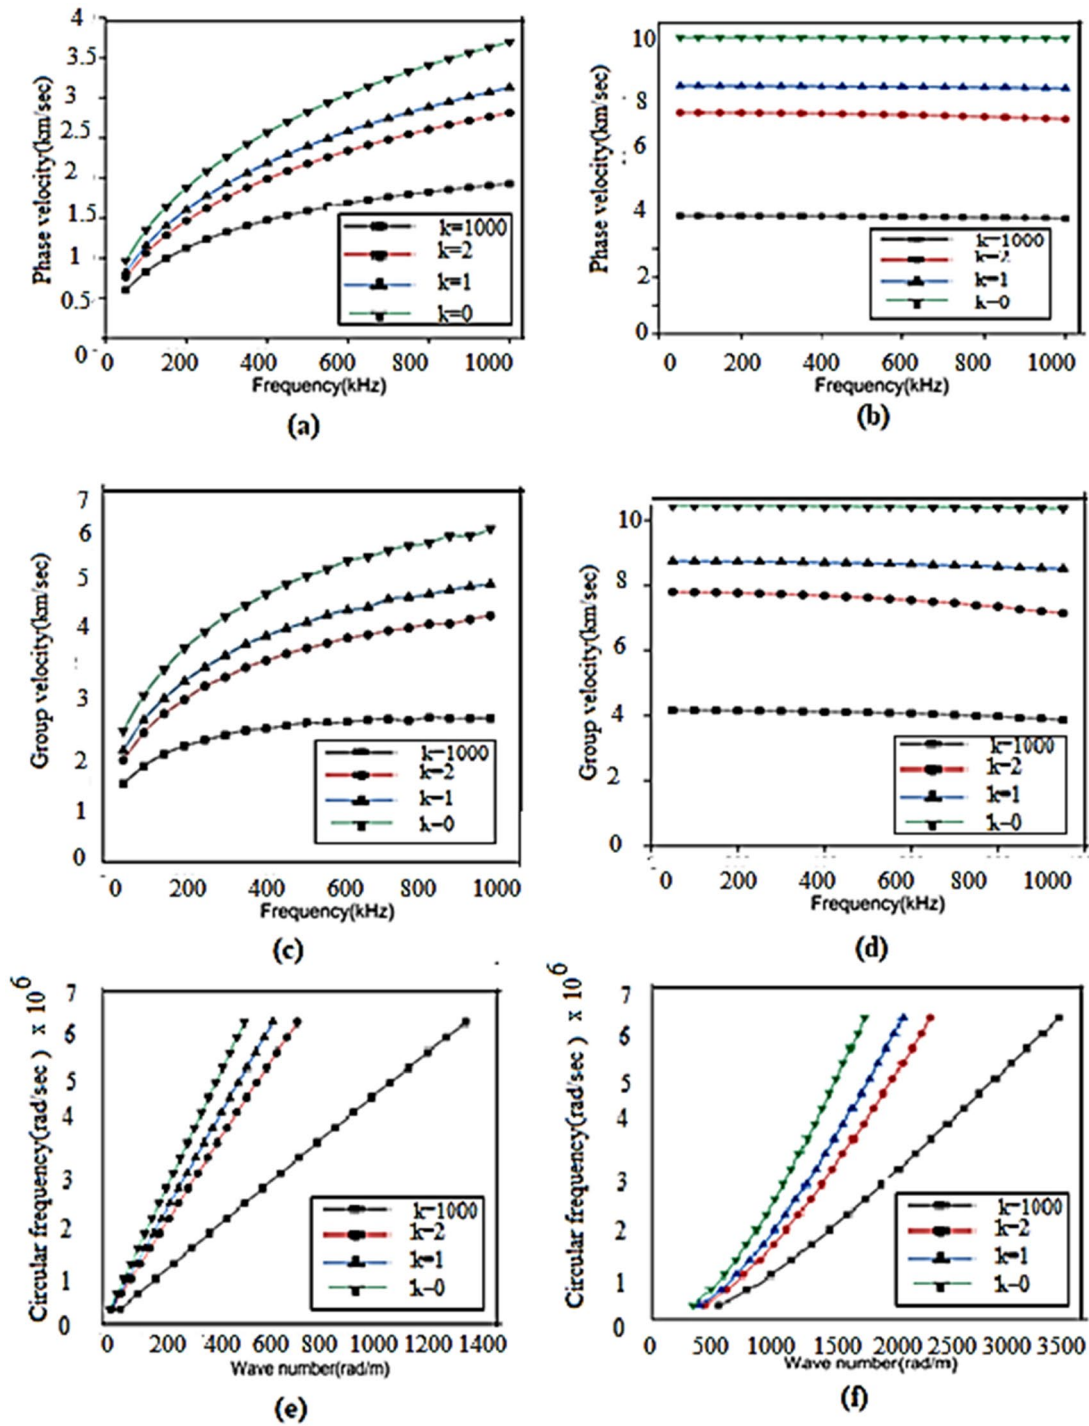 Phase velocity(km/sec)
4
3.5
3
2.5
2
1.5
1
0.5
0
k=1000
k=2
k=1
k=0
0 200 400 600 800 1000
Frequency(kHz)
(a)
Phase velocity(km/sec)
10
8
6
4
2
0
k=1000
k=2
k=1
k=0
0 200 400 600 800 1000
Frequency(kHz)
(b)
Group velocity(km/sec)
7
6
5
4
3
2
1
0
k=1000
k=2
k=1
k=0
0 200 400 600 800 1000
Frequency(kHz)
(c)
Group velocity(km/sec)
10
8
6
4
2
0
k=1000
k=2
k=1
k=0
0 200 400 600 800 1000
Frequency(kHz)
(d)
Circular frequency(rad/sec ) x 10^6
7
6
5
4
3
2
1
0
k=1000
k=2
k=1
k=0
0 200 400 600 800 1000 1200 1400
Wave number(rad/m)
(e)
Circular frequency(rad/sec ) x 10^6
7
6
5
4
3
2
1
0
k=1000
k=2
k=1
k=0
0 500 1000 1500 2000 2500 3000 3500
Wave number(rad/m)
(f)